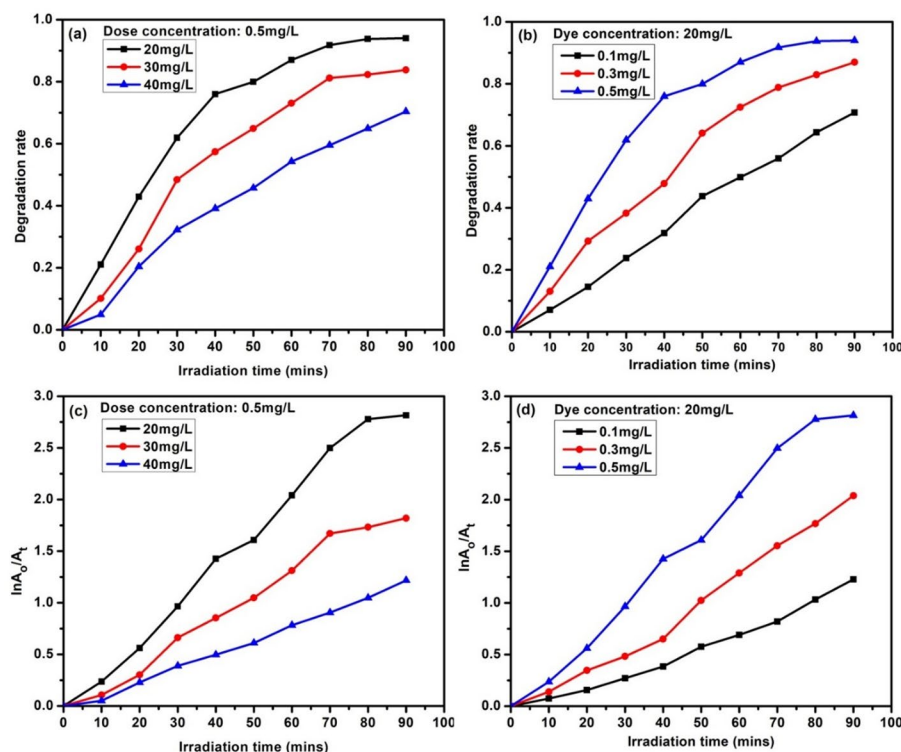 (a) Dose concentration: 0.5mg/L
20mg/L
30mg/L
40mg/L
Degradation rate
1.0
0.8
0.6
0.4
0.2
0.0
0 10 20 30 40 50 60 70 80 90 100
Irradiation time (mins)
(b) Dye concentration: 20mg/L
0.1mg/L
0.3mg/L
0.5mg/L
Degradation rate
1.0
0.8
0.6
0.4
0.2
0.0
0 10 20 30 40 50 60 70 80 90 100
Irradiation time (mins)
(c) Dose concentration: 0.5mg/L
20mg/L
30mg/L
40mg/L
lnAₒ/Aₜ
3.0
2.5
2.0
1.5
1.0
0.5
0.0
0 10 20 30 40 50 60 70 80 90 100
Irradiation time (mins)
(d) Dye concentration: 20mg/L
0.1mg/L
0.3mg/L
0.5mg/L
lnAₒ/Aₜ
3.0
2.5
2.0
1.5
1.0
0.5
0.0
0 10 20 30 40 50 60 70 80 90 100
Irradiation time (mins)